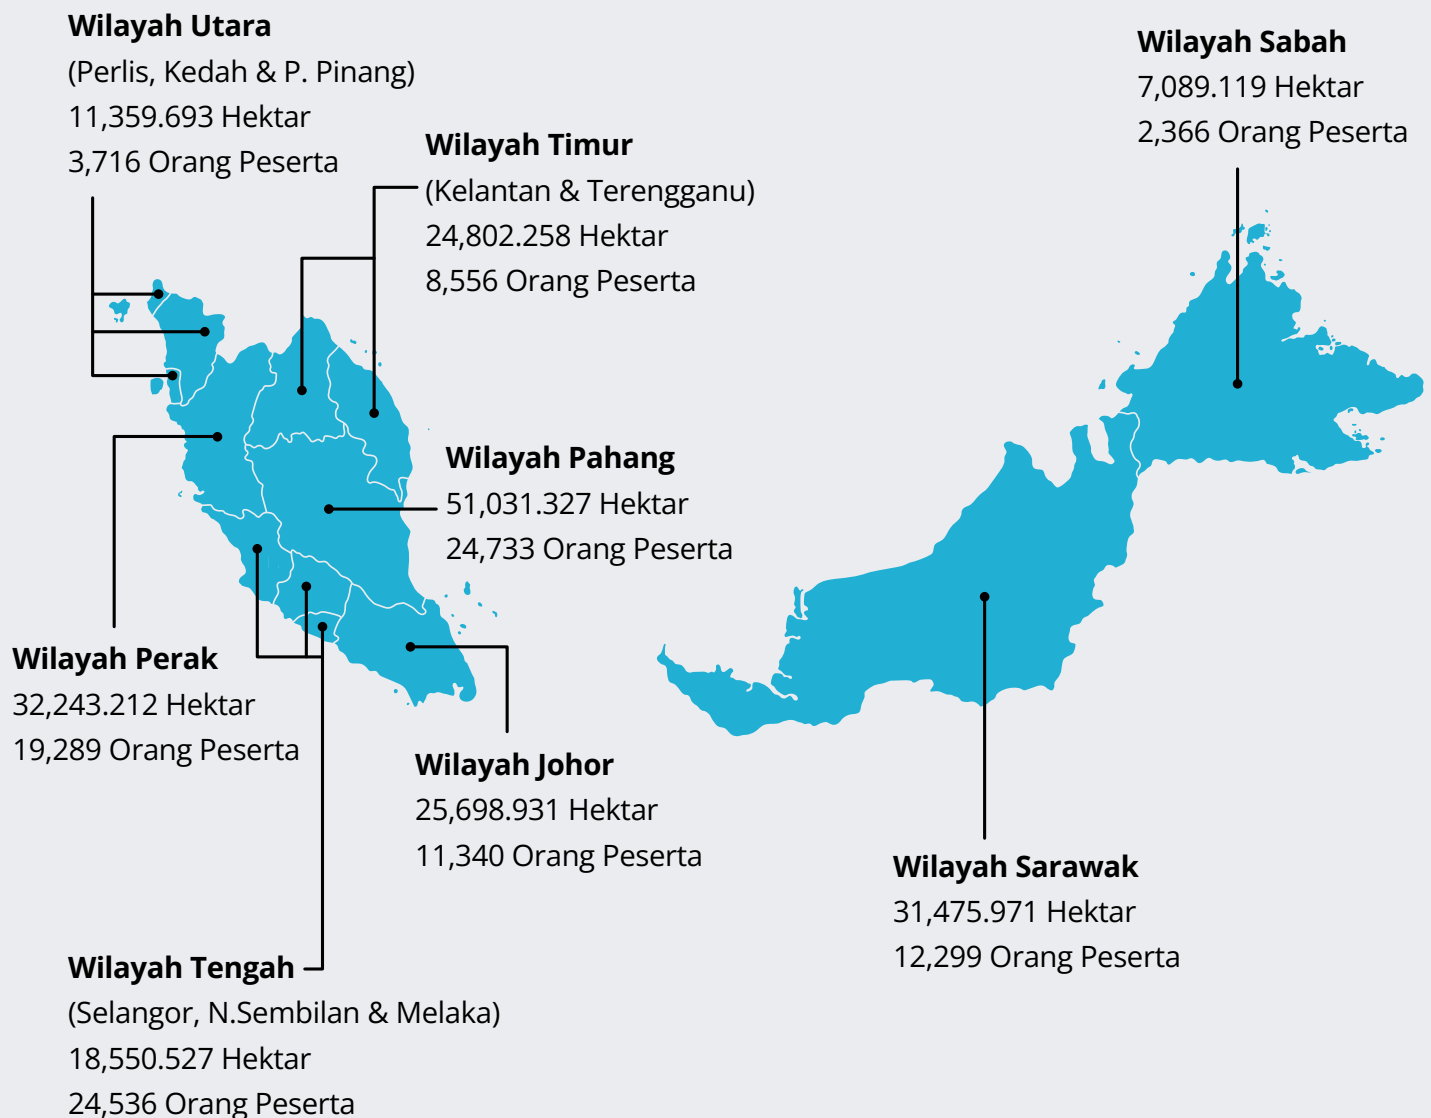 Wilayah Utara
(Perlis, Kedah & P. Pinang)
11,359.693 Hektar
3,716 Orang Peserta
Wilayah Timur
(Kelantan & Terengganu)
24,802.258 Hektar
8,556 Orang Peserta
Wilayah Sabah
7,089.119 Hektar
2,366 Orang Peserta
Wilayah Pahang
51,031.327 Hektar
24,733 Orang Peserta
Wilayah Perak
32,243.212 Hektar
19,289 Orang Peserta
Wilayah Johor
25,698.931 Hektar
11,340 Orang Peserta
Wilayah Sarawak
31,475.971 Hektar
12,299 Orang Peserta
Wilayah Tengah
(Selangor, N.Sembilan & Melaka)
18,550.527 Hektar
24,536 Orang Peserta